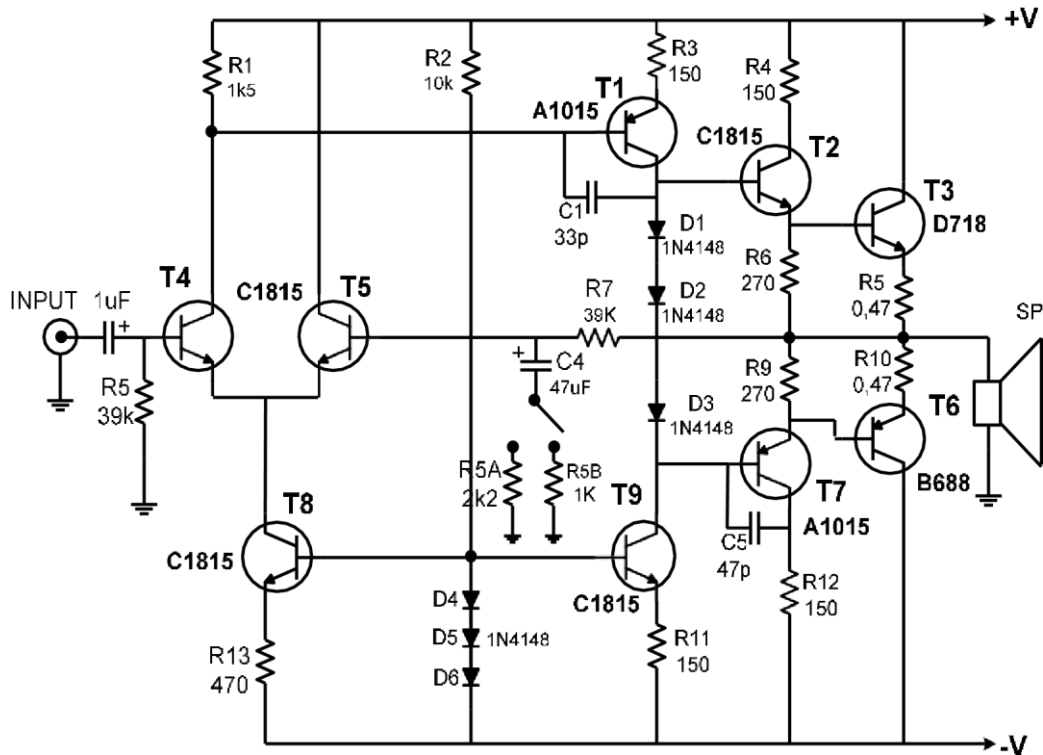 +V
R1
1k5
R2
10k
R3
150
R4
150
T1
A1015
C1815
T2
T3
D718
C1
33p
D1
1N4148
D2
1N4148
R6
270
R5
0,47
INPUT
1uF
+
T4
C1815
T5
R7
39K
SP
R5
39k
+
C4
47uF
D3
1N4148
R9
270
R10
0,47
T6
B688
R5A
2k2
R5B
1K
T7
A1015
T8
C1815
T9
C1815
C5
47p
D4
D5
1N4148
D6
R12
150
R13
470
R11
150
-V